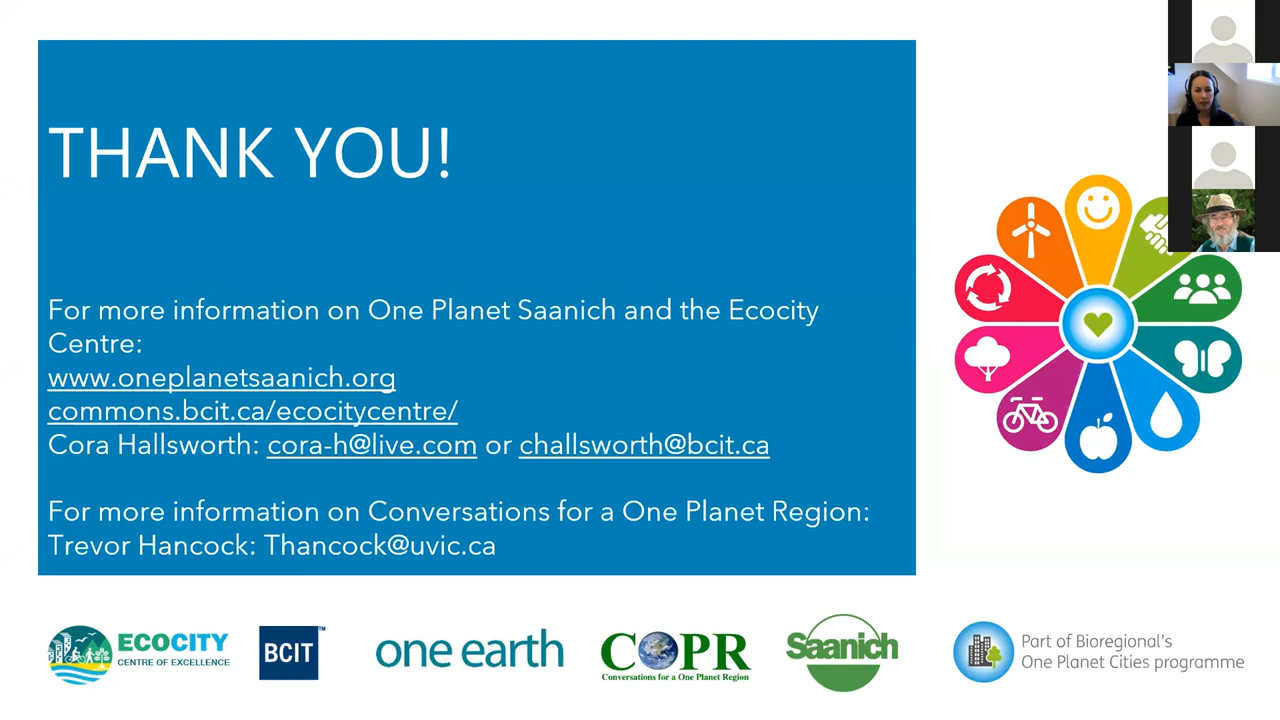 THANK YOU!
For more information on One Planet Saanich and the Ecocity
Centre:
www.oneplanetsaanich.org
commons.bcit.ca/ecocitycentre/
Cora Hallsworth: cora-h@live.com or challsworth@bcit.ca
For more information on Conversations for a One Planet Region:
Trevor Hancock: Thancock@uvic.ca
ECOCITY
CENTRE OF EXCELLENCE
BCIT™
one earth
COPR
Conversations for a One Planet Region
Saanich
Part of Bioregional's
One Planet Cities programme